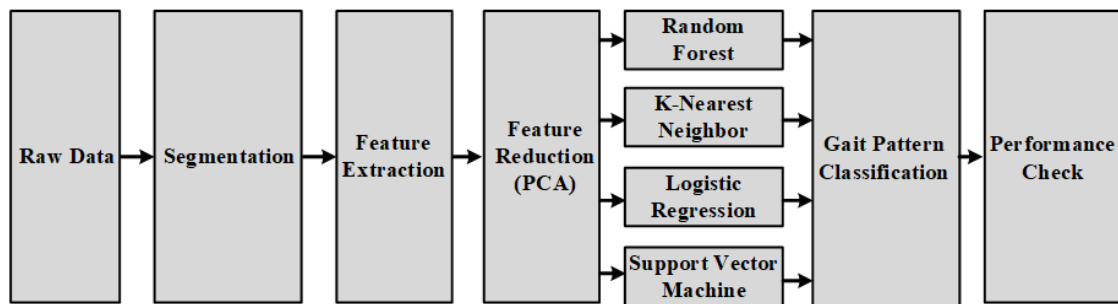 Raw Data
Segmentation
Feature
Extraction
Feature
Reduction
(PCA)
Random
Forest
K-Nearest
Neighbor
Logistic
Regression
Support Vector
Machine
Gait Pattern
Classification
Performance
Check